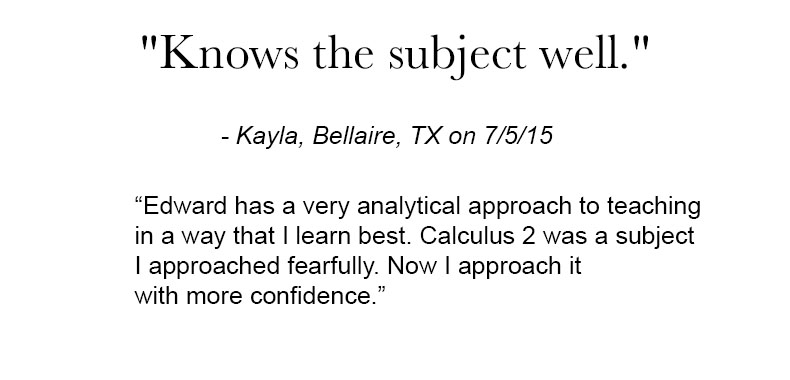 "Knows the subject well."
- Kayla, Bellaire, TX on 7/5/15
“Edward has a very analytical approach to teaching
in a way that I learn best. Calculus 2 was a subject
I approached fearfully. Now I approach it
with more confidence.”